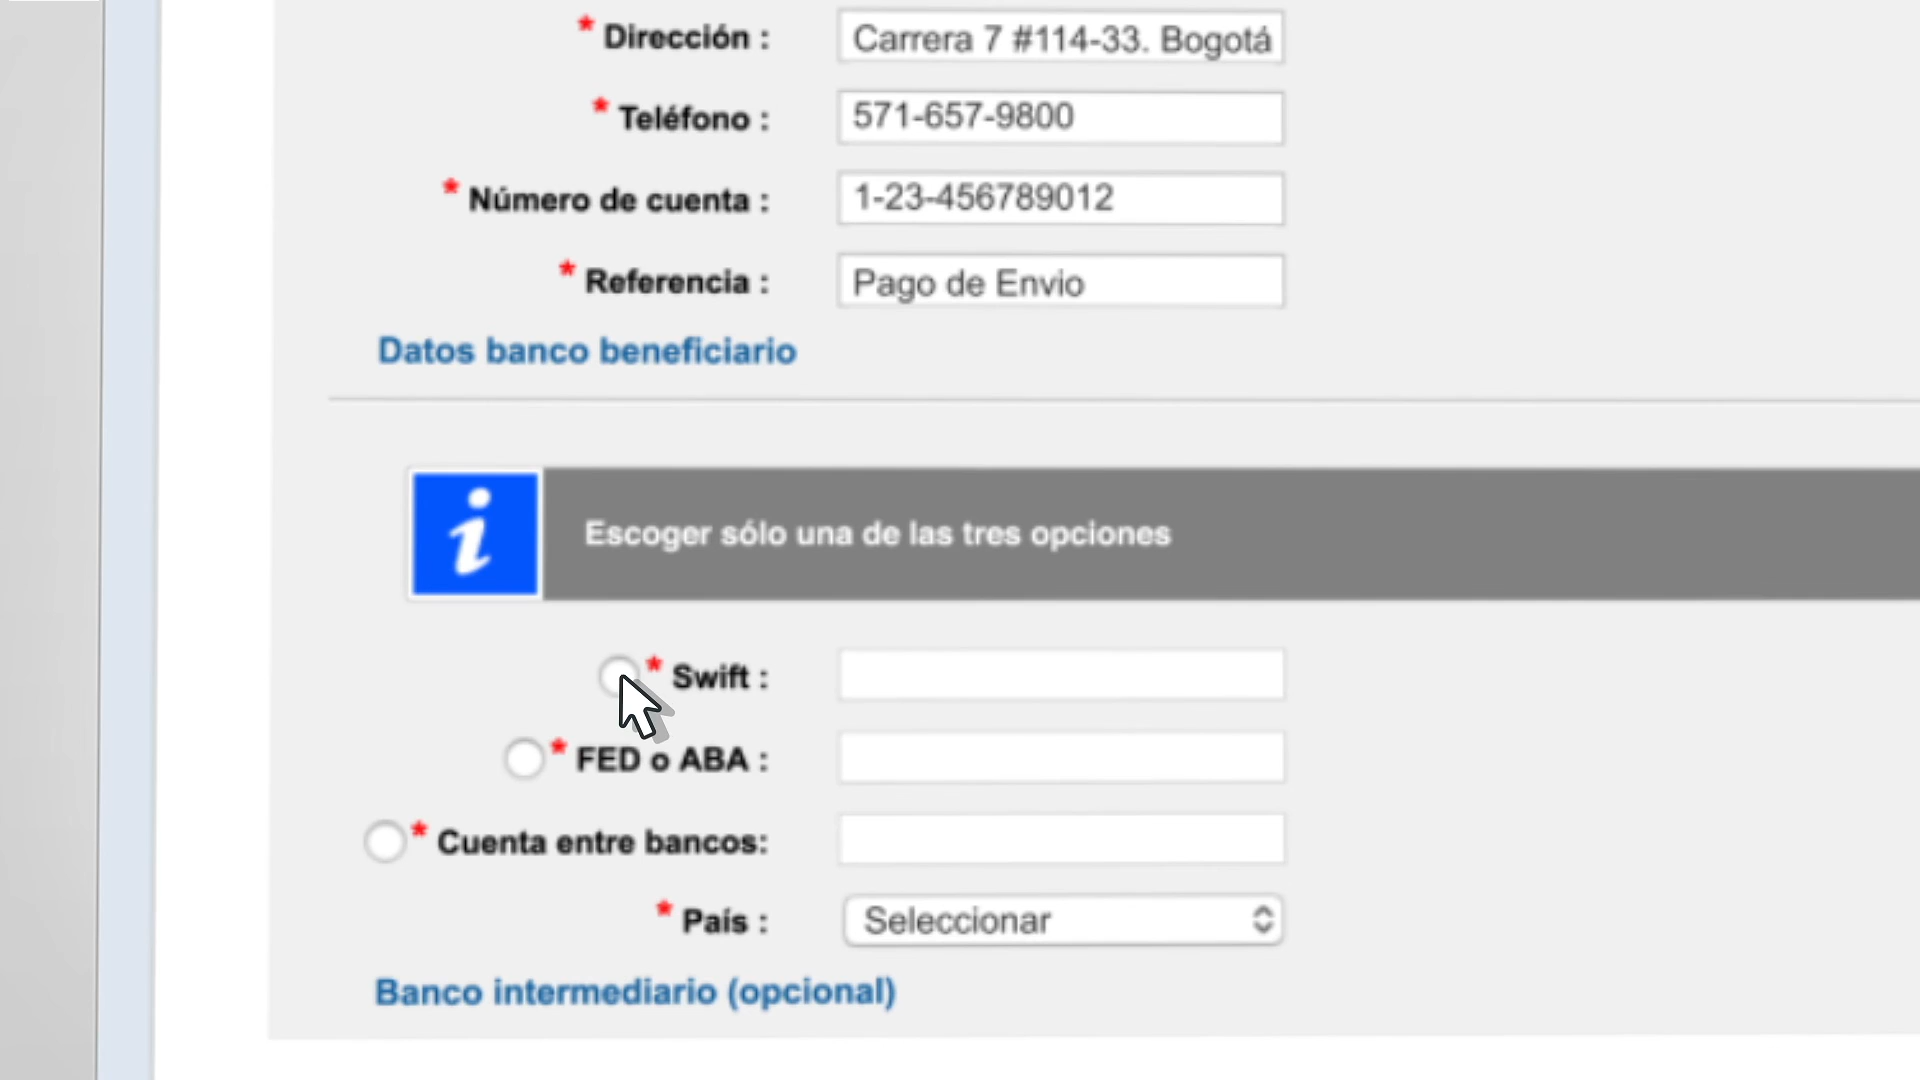 * Dirección : Carrera 7 #114-33. Bogotá
* Teléfono : 571-657-9800
* Número de cuenta : 1-23-456789012
* Referencia : Pago de Envio
Datos banco beneficiario
i Escoger sólo una de las tres opciones
* Swift :
* FED o ABA :
* Cuenta entre bancos:
* País : Seleccionar
Banco intermediario (opcional)